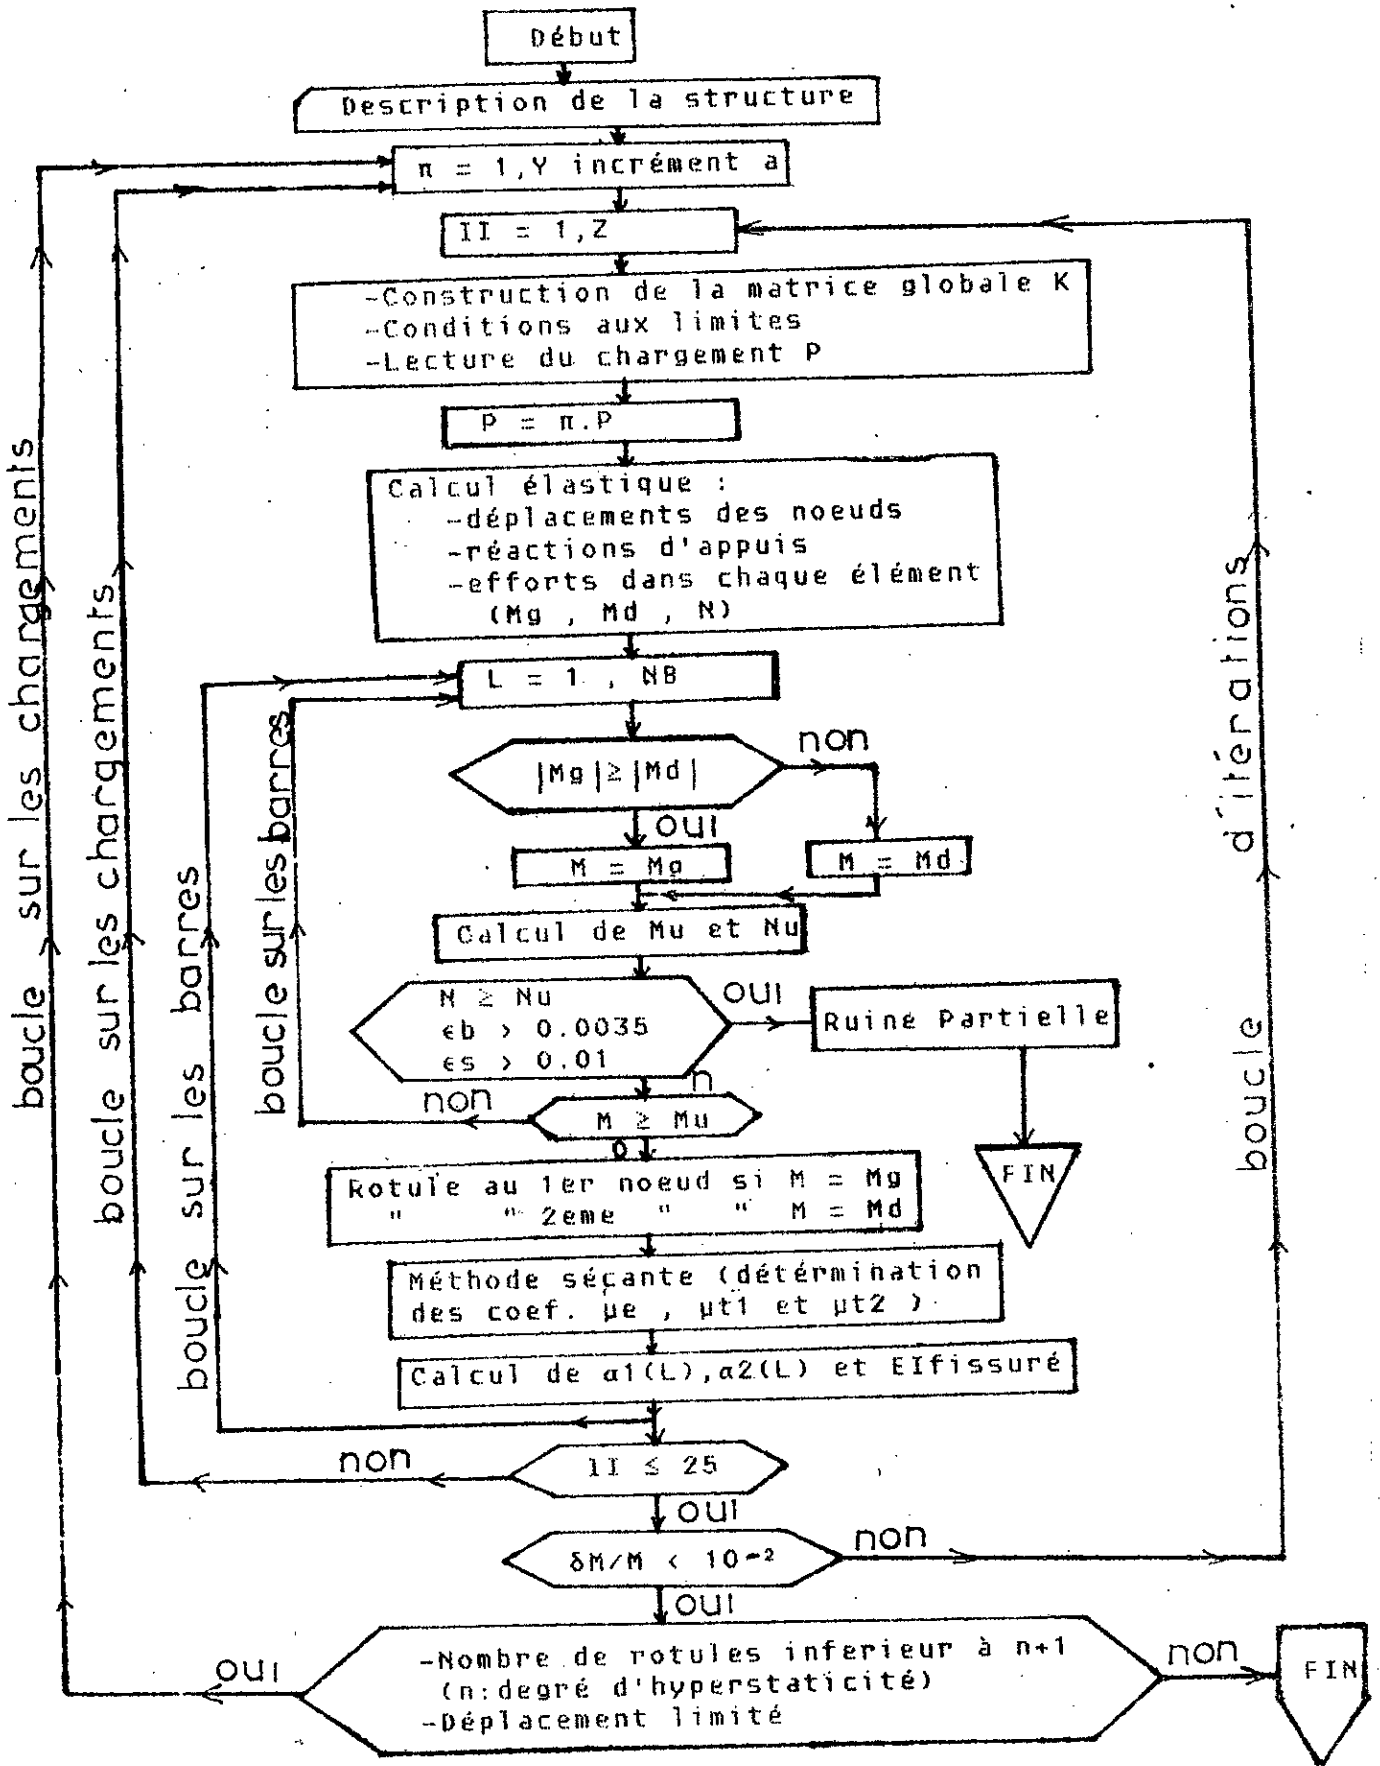 Début
Description de la structure
π = 1,Y incrément a
II = 1,Z
-Construction de la matrice globale K
-Conditions aux limites
-Lecture du chargement P
P = π.P
Calcul élastique :
-déplacements des noeuds
-réactions d'appuis
-efforts dans chaque élément
(Mg , Md , N)
L = 1 , NB
|Mg|≥|Md|
non
oui
M = Mg
M = Md
Calcul de Mu et Nu
N ≥ Nu
ϵb > 0.0035
ϵs > 0.01
oui
Ruine Partielle
FIN
n
non
M ≥ Mu
o
Rotule au 1er noeud si M = Mg
" " 2eme " " M = Md
Méthode séçante (détérmination
des coef. µe , µt1 et µt2 )
Calcul de α1(L),α2(L) et EIfissuré
II ≤ 25
non
oui
δM/M < 10-²
non
oui
-Nombre de rotules inferieur à n+1
(n:degré d'hyperstaticité)
-Déplacement limité
oui
non
FIN
boucle sur les chargements
boucle sur les chargements
boucle sur les barres
boucle sur les barres
boucle d'itérations